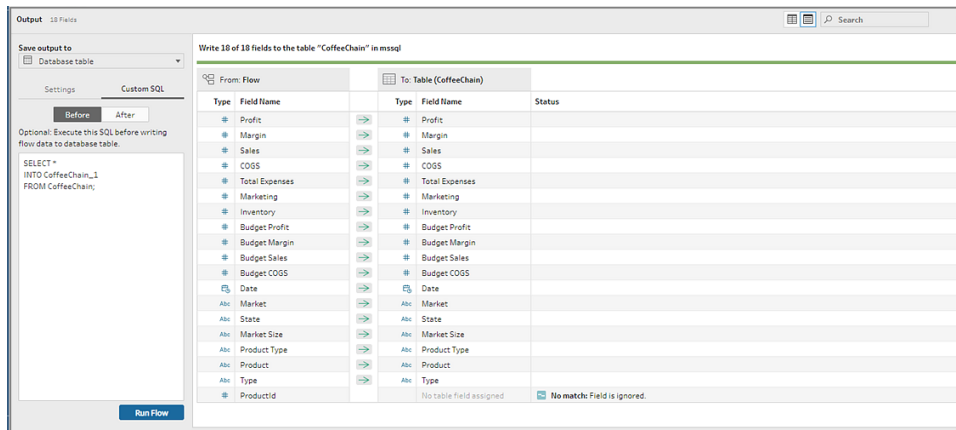 Output 18 Fields
Search
Save output to
Database table
Settings Custom SQL
Before After
Optional: Execute this SQL before writing
flow data to database table.
SELECT *
INTO CoffeeChain_1
FROM CoffeeChain;
Run Flow
Write 18 of 18 fields to the table "CoffeeChain" in mssql
From: Flow To: Table (CoffeeChain)
Type Field Name Type Field Name Status
# Profit # Profit
# Margin # Margin
# Sales # Sales
# COGS # COGS
# Total Expenses # Total Expenses
# Marketing # Marketing
# Inventory # Inventory
# Budget Profit # Budget Profit
# Budget Margin # Budget Margin
# Budget Sales # Budget Sales
# Budget COGS # Budget COGS
Date Date
Abc Market Abc Market
Abc State Abc State
Abc Market Size Abc Market Size
Abc Product Type Abc Product Type
Abc Product Abc Product
Abc Type Abc Type
# ProductId No table field assigned No match: Field is ignored.